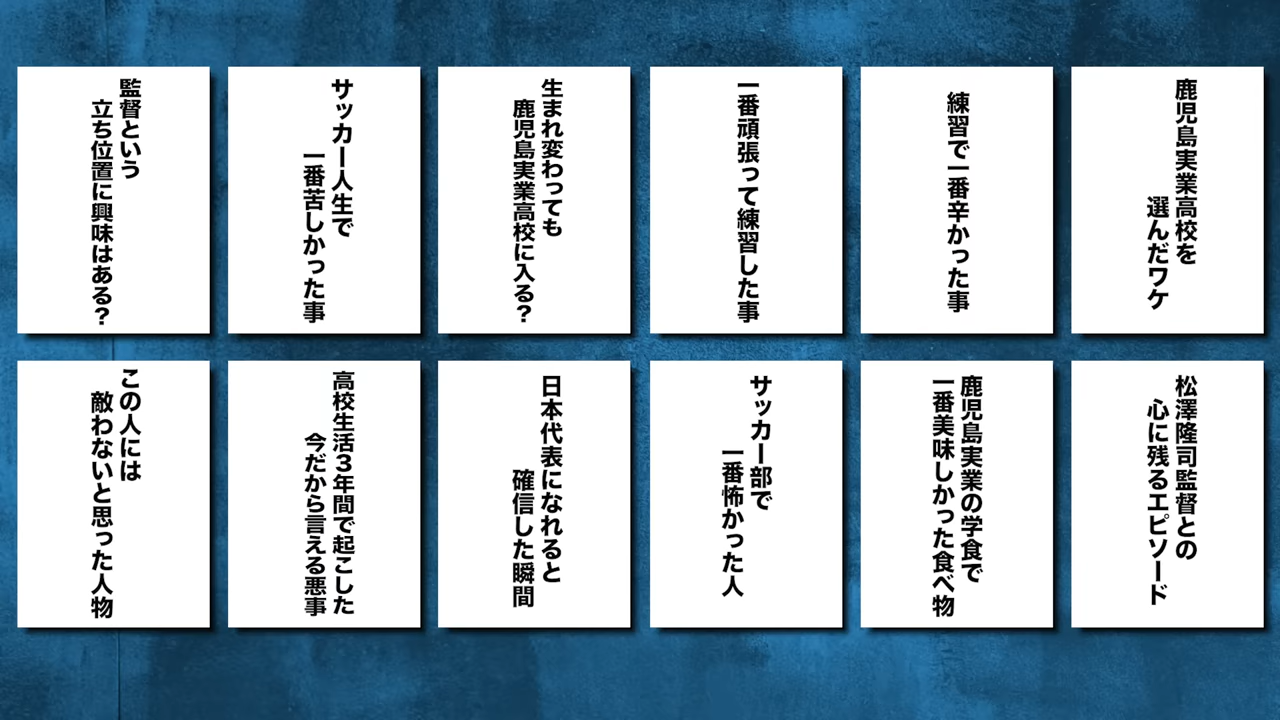 鹿児島実業高校を
選んだワケ
練習で一番辛かった事
一番頑張って練習した事
生まれ変わっても
鹿児島実業高校に入る?
サッカー人生で
一番苦しかった事
監督という
立ち位置に興味はある?
松澤隆司監督との
心に残るエピソード
鹿児島実業の学食で
一番美味しかった食べ物
サッカー部で
一番怖かった人
日本代表になれると
確信した瞬間
高校生活3年間で起こした
今だから言える悪事
この人には
敵わないと思った人物